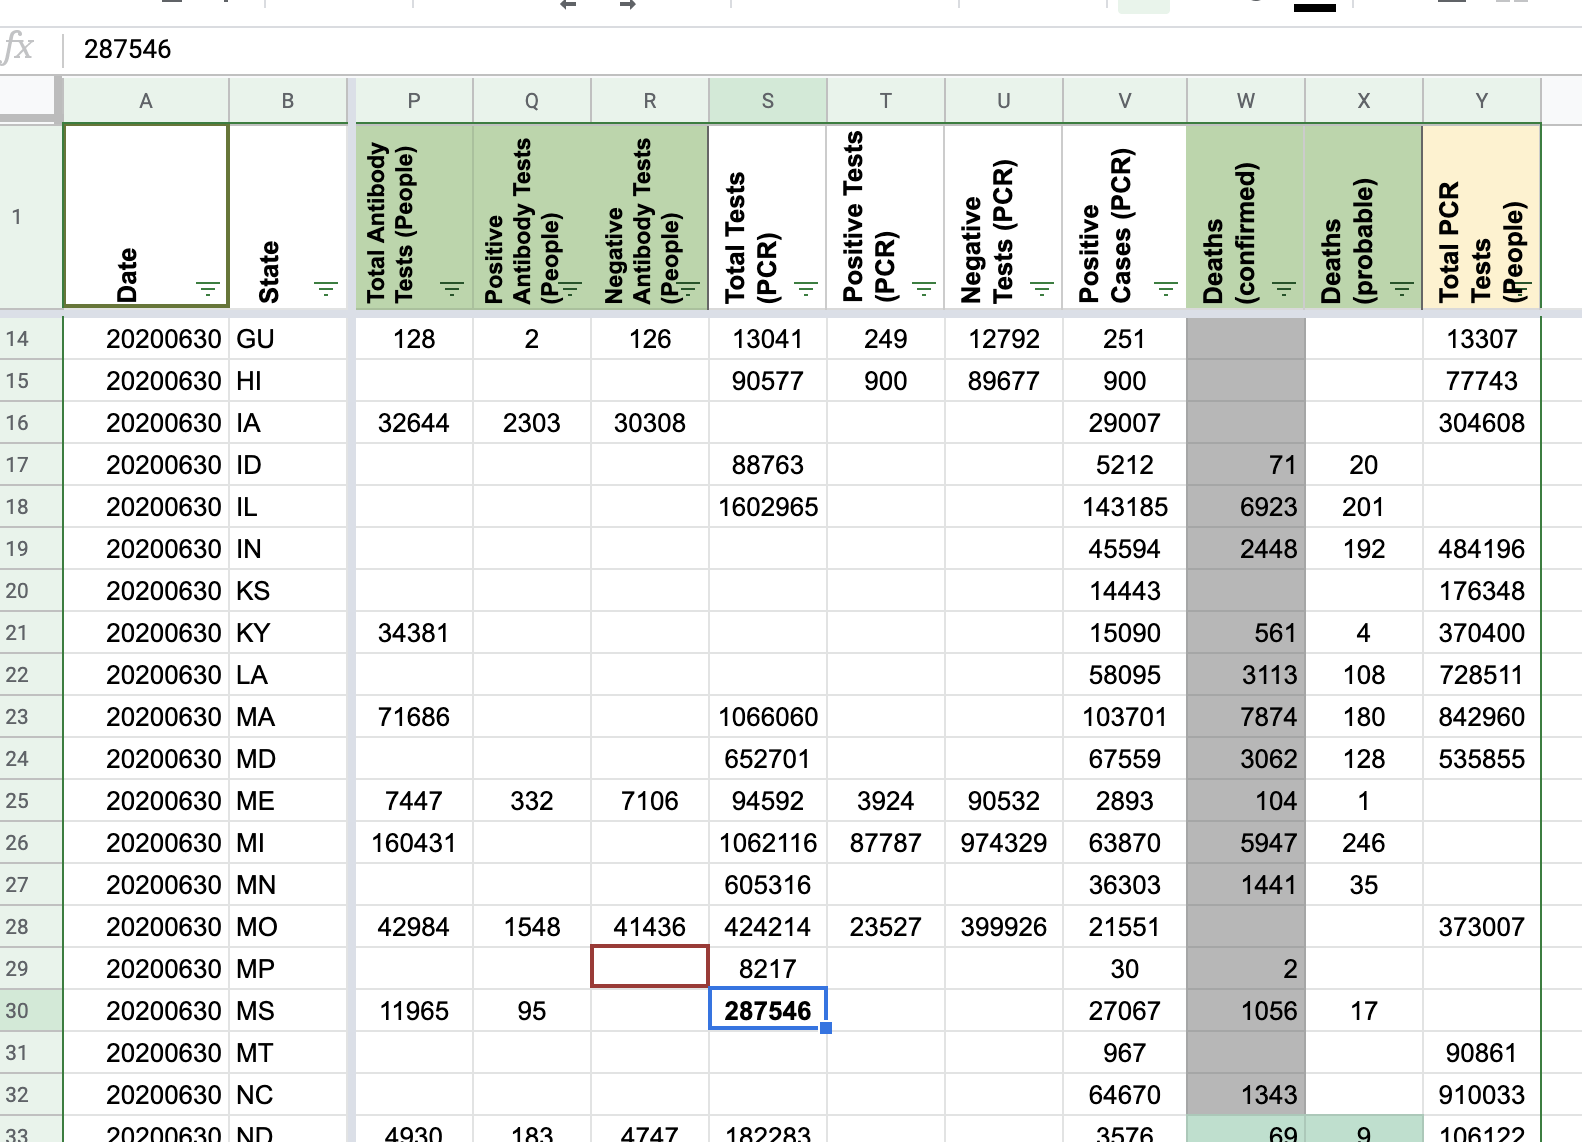 fx 287546
A B P Q R S T U V W X Y
1 Date State Total Antibody Tests (People) Positive Antibody Tests (People) Negative Antibody Tests (People) Total Tests (PCR) Positive Tests (PCR) Negative Tests (PCR) Positive Cases (PCR) Deaths (confirmed) Deaths (probable) Total PCR Tests (People)
14 20200630 GU 128 2 126 13041 249 12792 251 13307
15 20200630 HI 90577 900 89677 900 77743
16 20200630 IA 32644 2303 30308 29007 304608
17 20200630 ID 88763 5212 71 20
18 20200630 IL 1602965 143185 6923 201
19 20200630 IN 45594 2448 192 484196
20 20200630 KS 14443 176348
21 20200630 KY 34381 15090 561 4 370400
22 20200630 LA 58095 3113 108 728511
23 20200630 MA 71686 1066060 103701 7874 180 842960
24 20200630 MD 652701 67559 3062 128 535855
25 20200630 ME 7447 332 7106 94592 3924 90532 2893 104 1
26 20200630 MI 160431 1062116 87787 974329 63870 5947 246
27 20200630 MN 605316 36303 1441 35
28 20200630 MO 42984 1548 41436 424214 23527 399926 21551 373007
29 20200630 MP 8217 30 2
30 20200630 MS 11965 95 287546 27067 1056 17
31 20200630 MT 967 90861
32 20200630 NC 64670 1343 910033
33 20200630 ND 4930 183 4747 182283 3576 69 9 106122